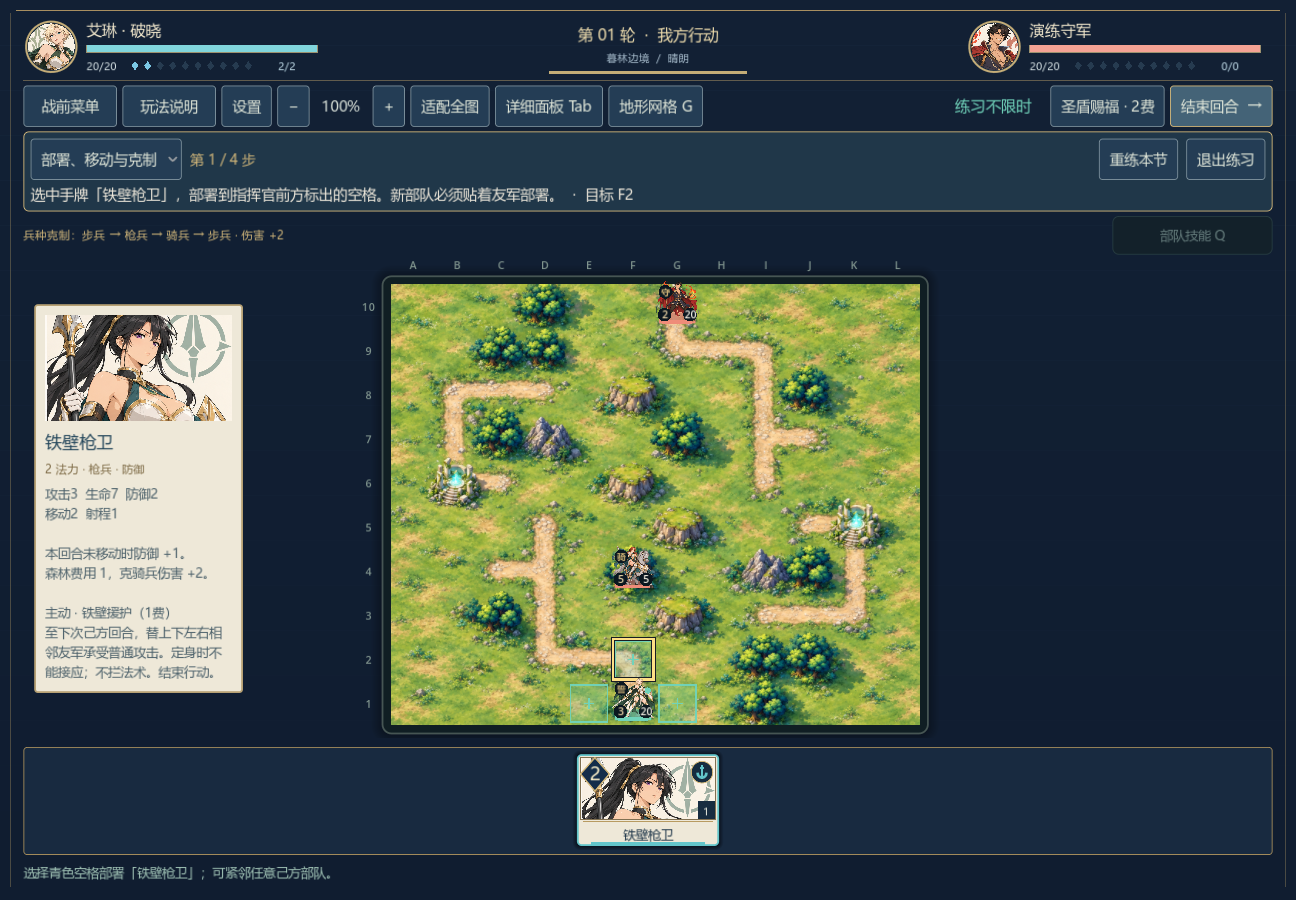 艾琳 · 破晓
20/20
2/2
第 01 轮 · 我方行动
暮林边境 / 晴朗
演练守军
20/20
0/0
战前菜单
玩法说明
设置
−
100%
+
适配全图
详细面板 Tab
地形网格 G
练习不限时
圣盾赐福 · 2费
结束回合 →
部署、移动与克制
第 1 / 4 步
重练本节
退出练习
选中手牌「铁壁枪卫」，部署到指挥官前方标出的空格。新部队必须贴着友军部署。 · 目标 F2
兵种克制：步兵 → 枪兵 → 骑兵 → 步兵 · 伤害 +2
部队技能 Q
A B C D E F G H I J K L
10
9
8
7
6
5
4
3
2
1
2 20
骑
5 5
3 20
铁壁枪卫
2 法力 · 枪兵 · 防御
攻击3 生命7 防御2
移动2 射程1
本回合未移动时防御 +1。
森林费用 1，克骑兵伤害 +2。
主动 · 铁壁援护（1费）
至下次己方回合，替上下左右相
邻友军承受普通攻击。定身时不
能接应；不拦法术。结束行动。
2
1
铁壁枪卫
选择青色空格部署「铁壁枪卫」；可紧邻任意己方部队。